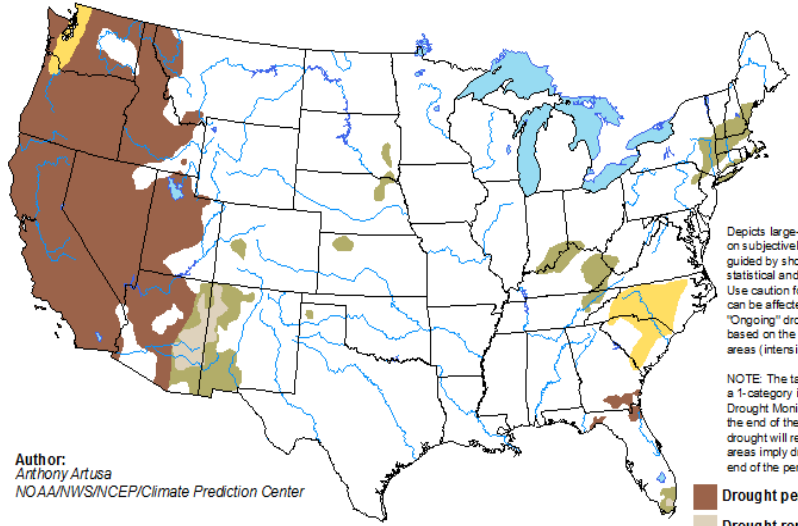 Depicts large-
on subjectivel
guided by sho
statistical and
Use caution fo
can be affecte
"Ongoing" dro
based on the
areas (intensi
NOTE: The ta
a 1-category i
Drought Moni
the end of the
drought will re
areas imply dr
end of the per
Author:
Anthony Artusa
NOAA/NWS/NCEP/Climate Prediction Center
Drought pe